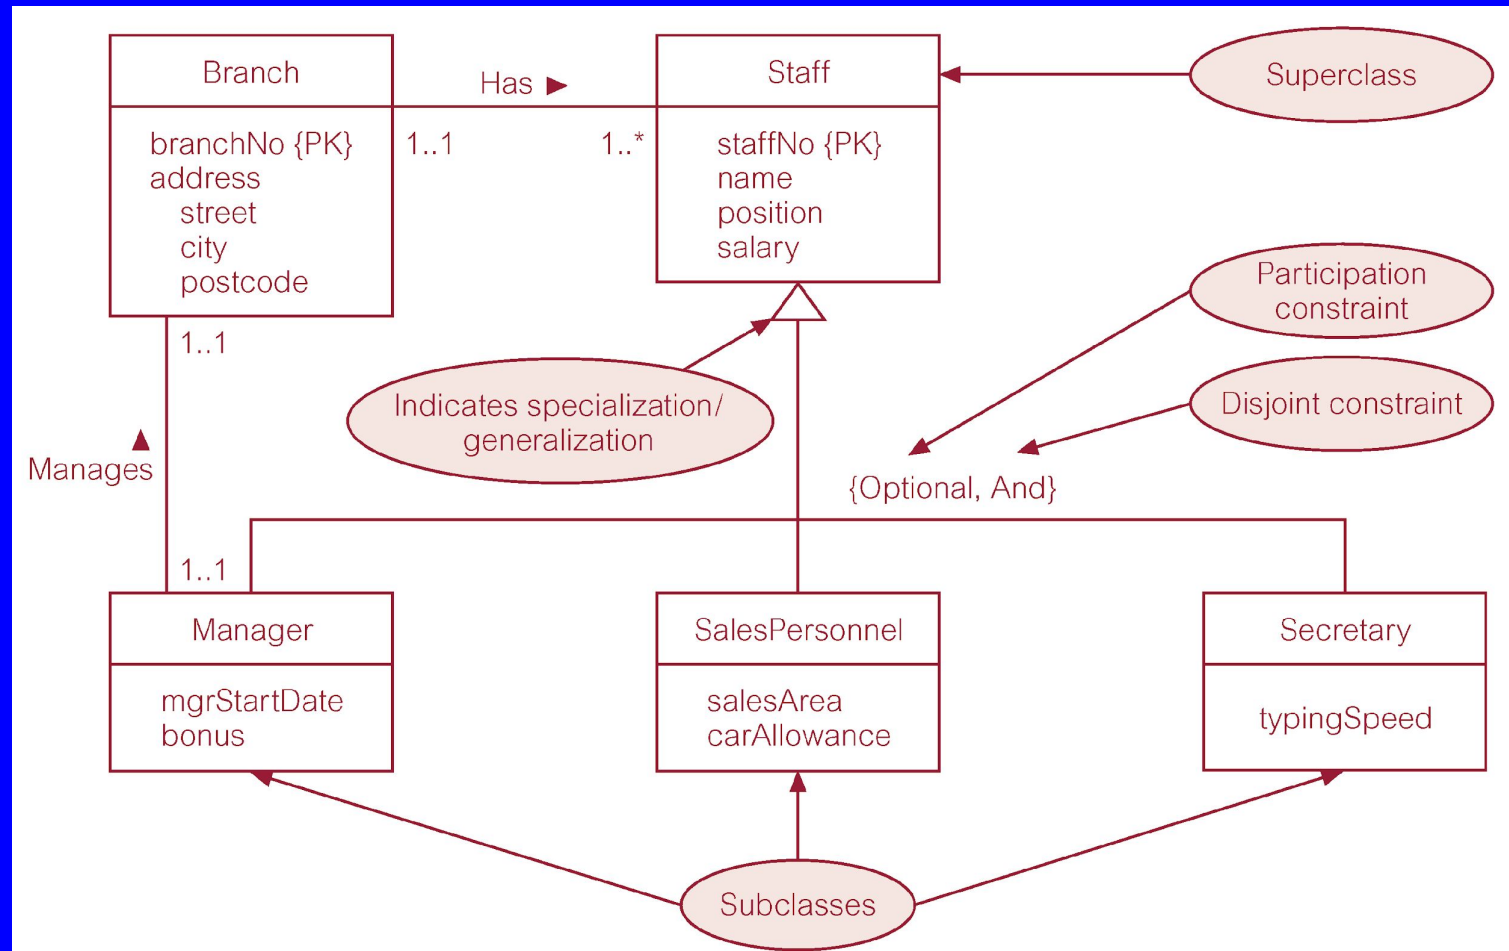 Branch
Has ▶
Staff
Superclass
branchNo {PK}
address
street
city
postcode
1..1
1..*
staffNo {PK}
name
position
salary
Participation
constraint
1..1
Indicates specialization/
generalization
Disjoint constraint
▲
Manages
{Optional, And}
1..1
Manager
mgrStartDate
bonus
SalesPersonnel
salesArea
carAllowance
Secretary
typingSpeed
Subclasses